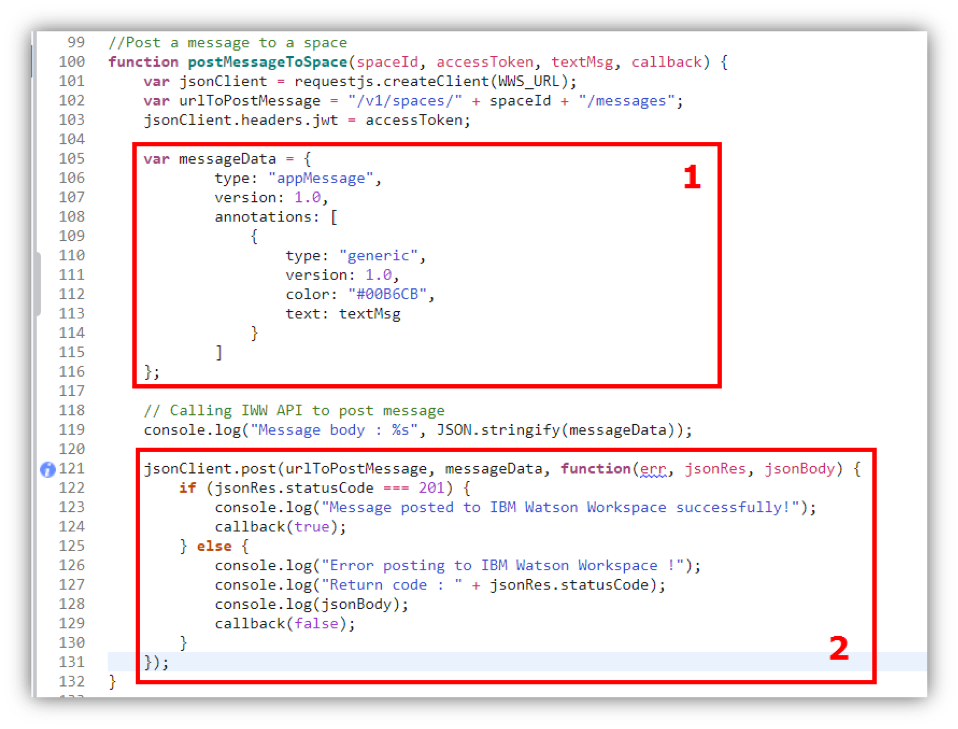 99 //Post a message to a space
100 function postMessageToSpace(spaceId, accessToken, textMsg, callback) {
101 var jsonClient = requestjs.createClient(WWS_URL);
102 var urlToPostMessage = "/v1/spaces/" + spaceId + "/messages";
103 jsonClient.headers.jwt = accessToken;
104
105 var messageData = {
106 type: "appMessage",
107 version: 1.0,
108 annotations: [
109 {
110 type: "generic",
111 version: 1.0,
112 color: "#00B6CB",
113 text: textMsg
114 }
115 ]
116 };
1
117
118 // Calling IWW API to post message
119 console.log("Message body : %s", JSON.stringify(messageData));
120
121 jsonClient.post(urlToPostMessage, messageData, function(err, jsonRes, jsonBody) {
122 if (jsonRes.statusCode === 201) {
123 console.log("Message posted to IBM Watson Workspace successfully!");
124 callback(true);
125 } else {
126 console.log("Error posting to IBM Watson Workspace !");
127 console.log("Return code : " + jsonRes.statusCode);
128 console.log(jsonBody);
129 callback(false);
130 }
131 });
2
132 }